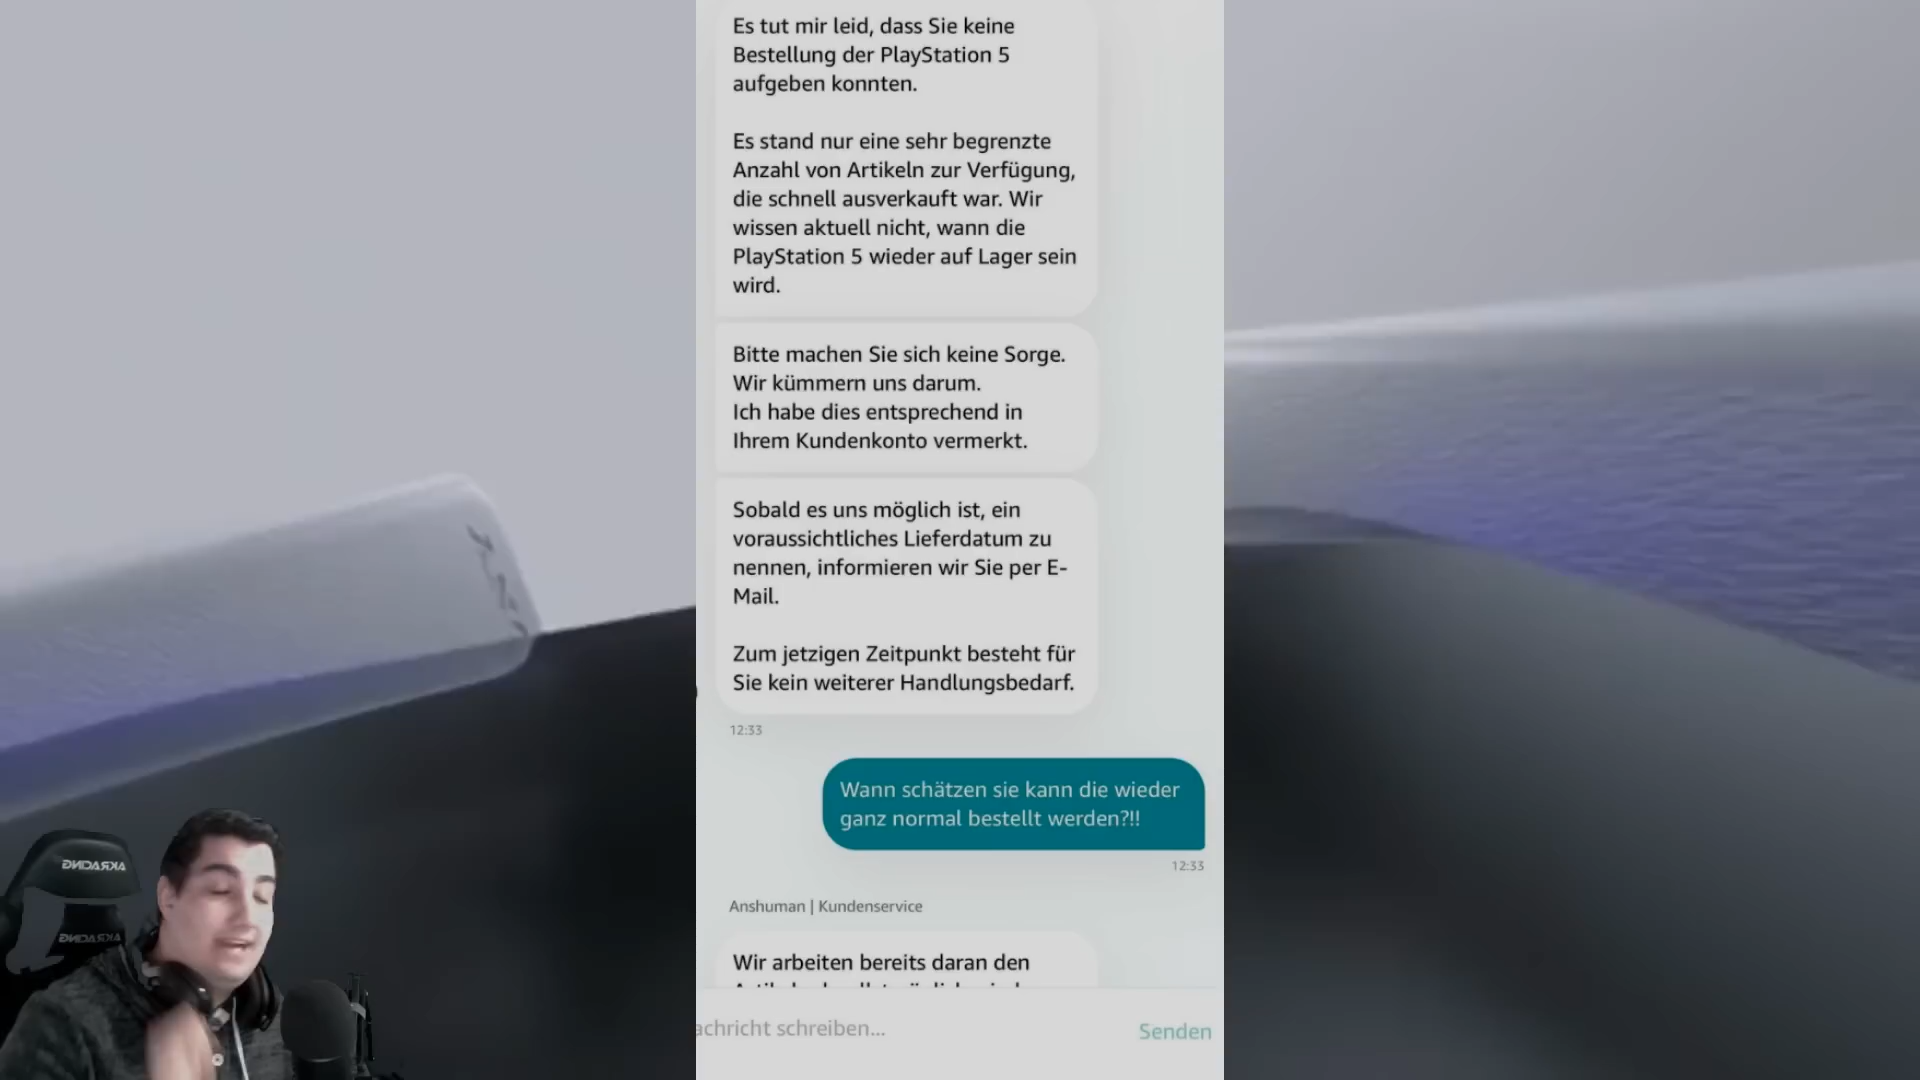 Es tut mir leid, dass Sie keine
Bestellung der PlayStation 5
aufgeben konnten.
Es stand nur eine sehr begrenzte
Anzahl von Artikeln zur Verfügung,
die schnell ausverkauft war. Wir
wissen aktuell nicht, wann die
PlayStation 5 wieder auf Lager sein
wird.
Bitte machen Sie sich keine Sorge.
Wir kümmern uns darum.
Ich habe dies entsprechend in
Ihrem Kundenkonto vermerkt.
Sobald es uns möglich ist, ein
voraussichtliches Lieferdatum zu
nennen, informieren wir Sie per E-
Mail.
Zum jetzigen Zeitpunkt besteht für
Sie kein weiterer Handlungsbedarf.
12:33
Wann schätzen sie kann die wieder
ganz normal bestellt werden?!!
12:33
Anshuman | Kundenservice
Wir arbeiten bereits daran den
achricht schreiben...
Senden
AKRACING
AKRACING